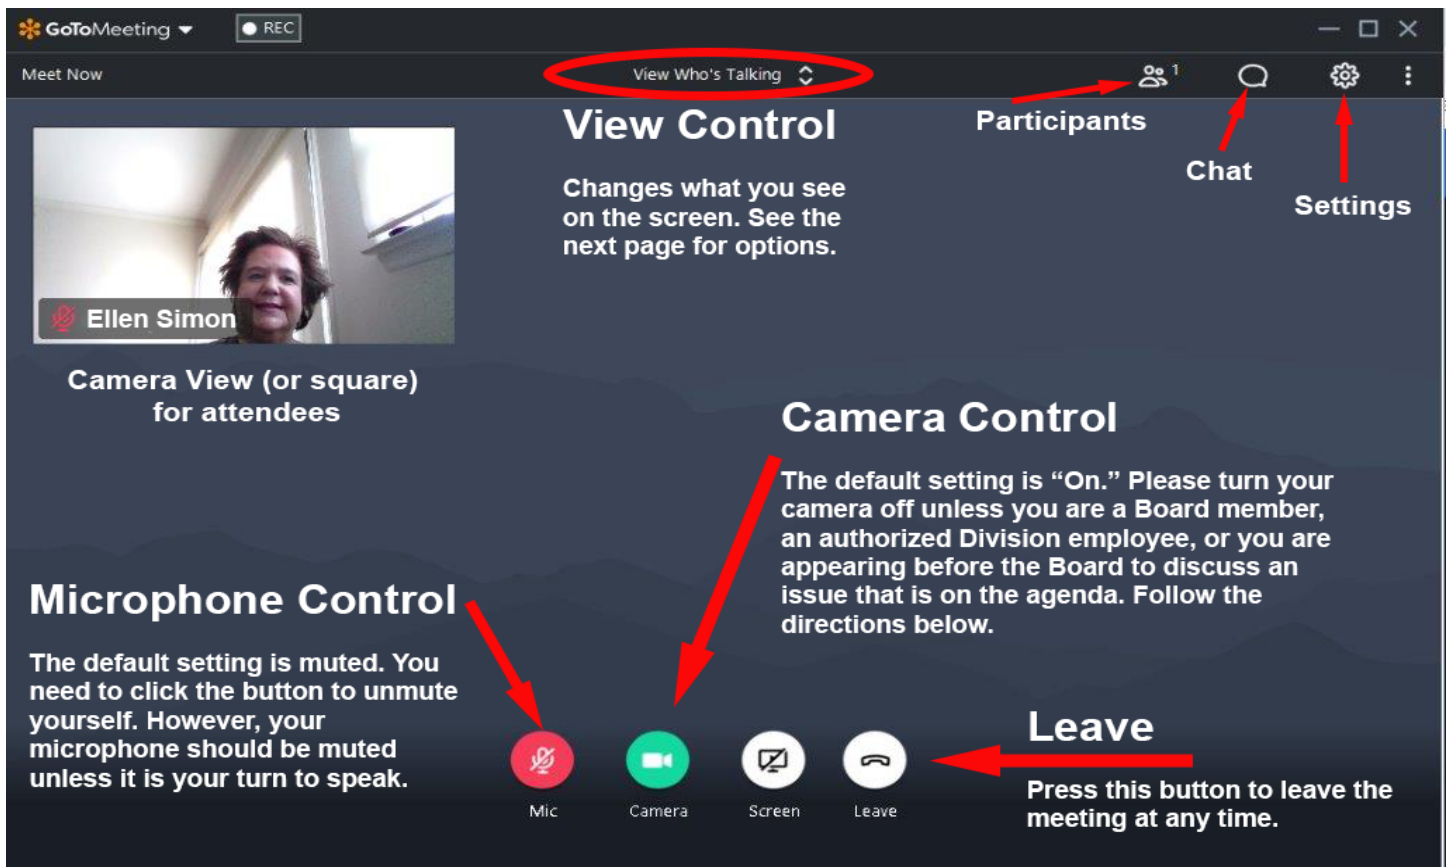 GoToMeeting
REC
Meet Now
View Who's Talking
1
Participants
Chat
Settings
View Control
Changes what you see
on the screen. See the
next page for options.
Ellen Simon
Camera View (or square)
for attendees
Camera Control
The default setting is “On.” Please turn your
camera off unless you are a Board member,
an authorized Division employee, or you are
appearing before the Board to discuss an
issue that is on the agenda. Follow the
directions below.
Microphone Control
The default setting is muted. You
need to click the button to unmute
yourself. However, your
microphone should be muted
unless it is your turn to speak.
Leave
Press this button to leave the
meeting at any time.
Mic
Camera
Screen
Leave